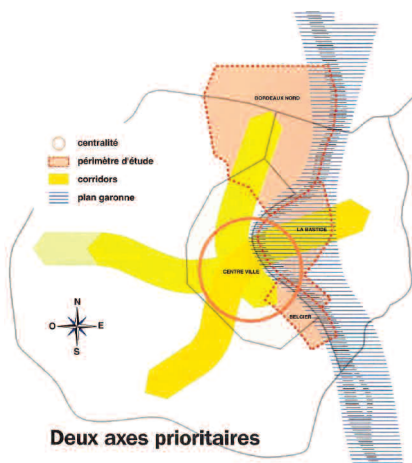 BORDEAUX NORD
centralité
périmètre d'étude
corridors
plan garonne
LA BASTIDE
CENTRE VILLE
BELCIER
N
O
E
S
Deux axes prioritaires